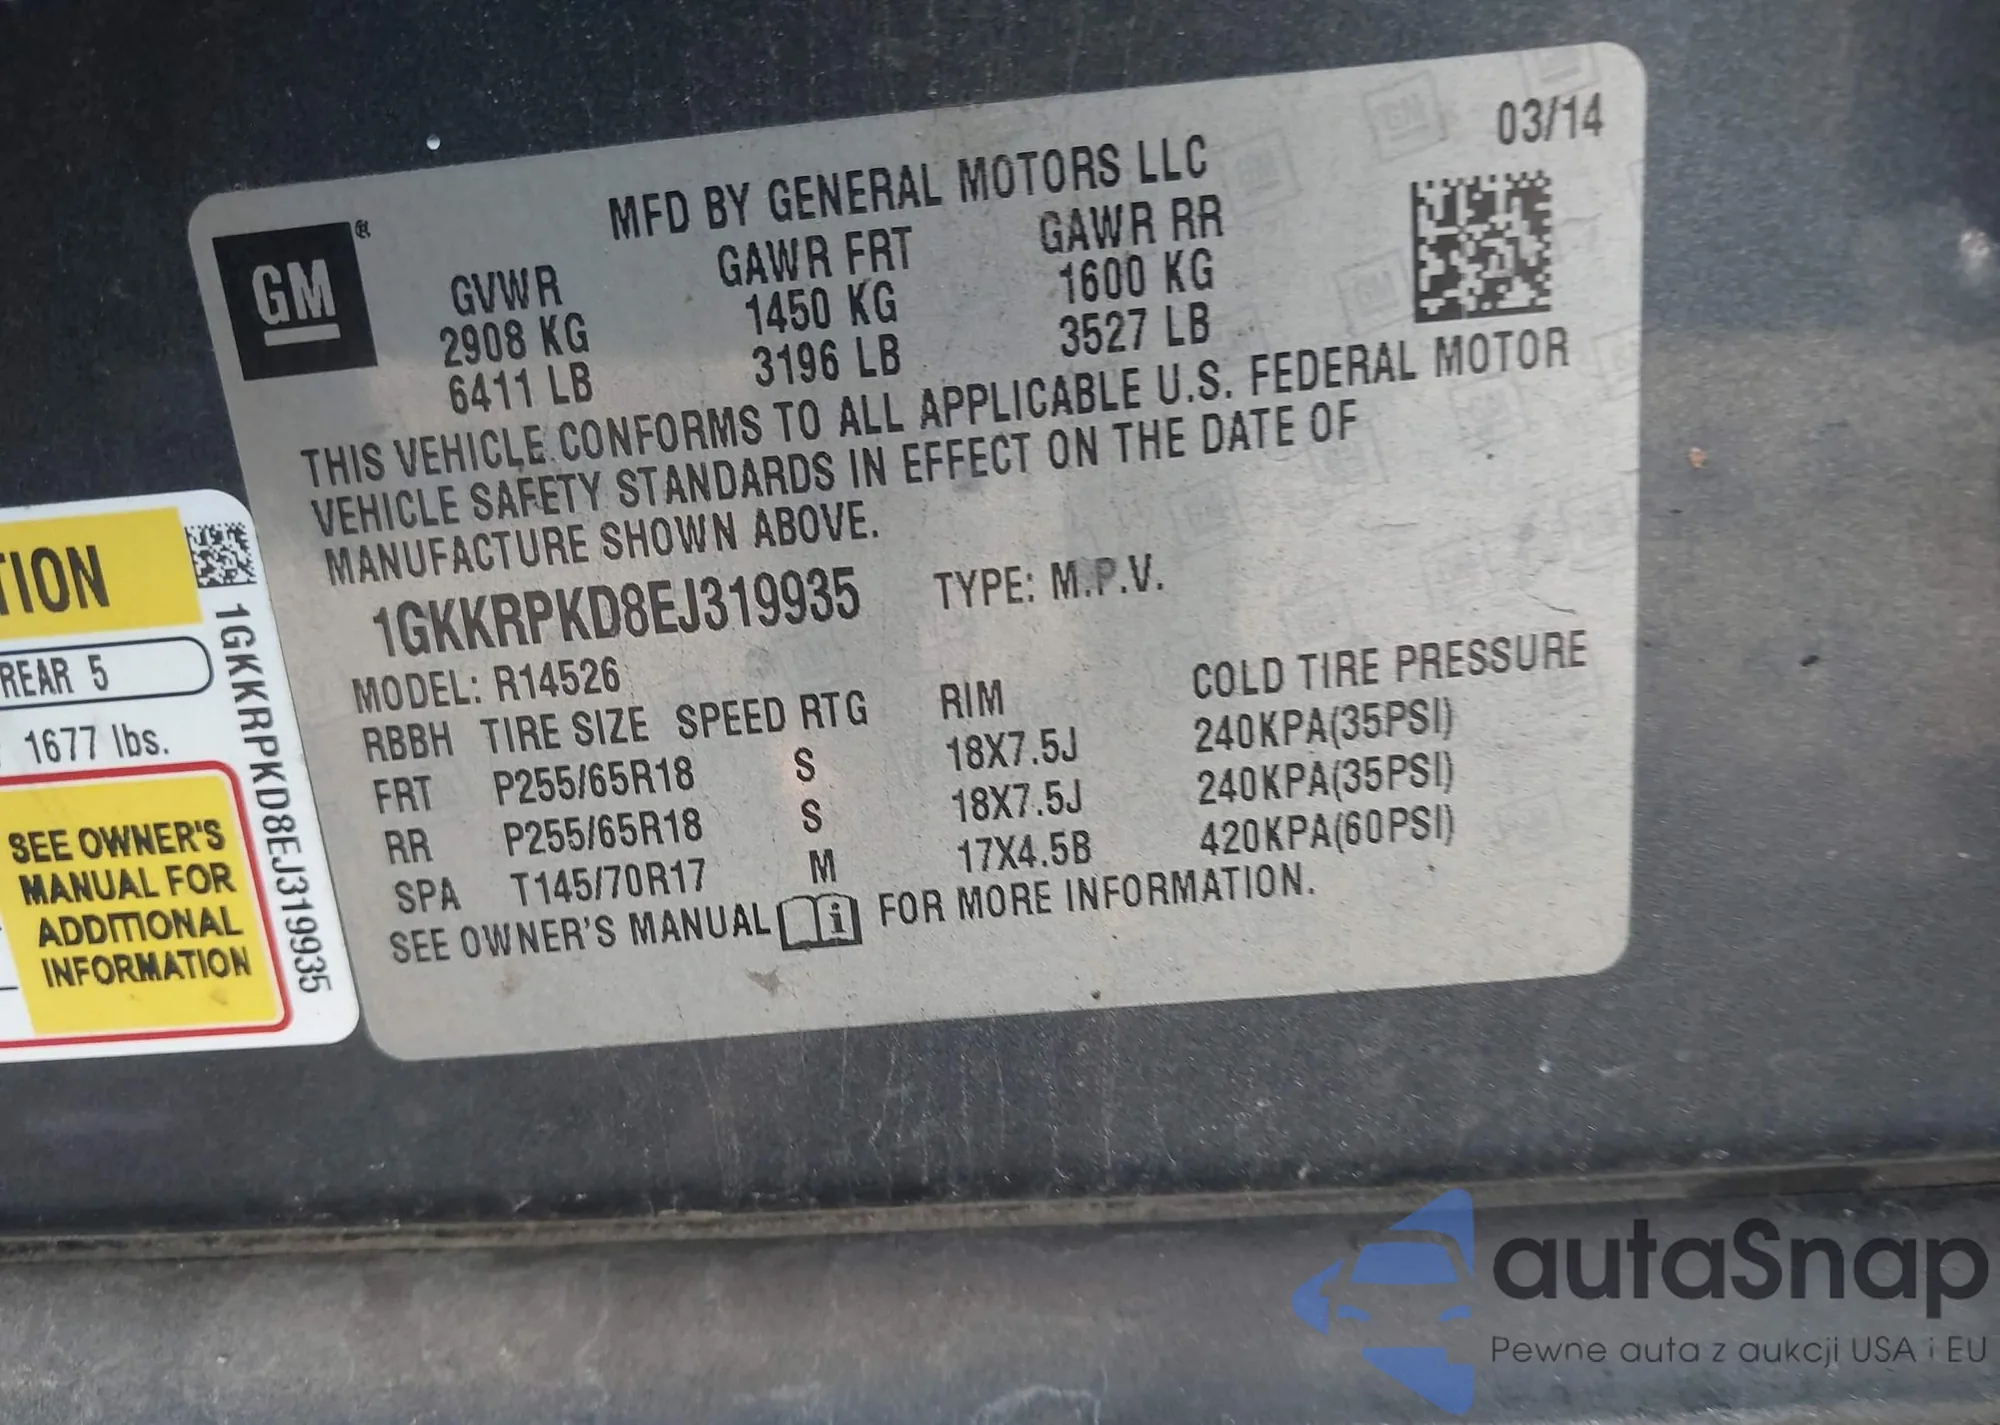 03/14
MFD BY GENERAL MOTORS LLC
GM®
GVWR GAWR FRT GAWR RR
2908 KG 1450 KG 1600 KG
6411 LB 3196 LB 3527 LB
THIS VEHICLE CONFORMS TO ALL APPLICABLE U.S. FEDERAL MOTOR
VEHICLE SAFETY STANDARDS IN EFFECT ON THE DATE OF
MANUFACTURE SHOWN ABOVE.
1GKKRPKD8EJ319935 TYPE: M.P.V.
MODEL: R14526
RBBH TIRE SIZE SPEED RTG RIM COLD TIRE PRESSURE
FRT P255/65R18 S 18X7.5J 240KPA(35PSI)
RR P255/65R18 S 18X7.5J 240KPA(35PSI)
SPA T145/70R17 M 17X4.5B 420KPA(60PSI)
SEE OWNER'S MANUAL i FOR MORE INFORMATION.
TION
REAR 5
1677 lbs.
SEE OWNER'S
MANUAL FOR
ADDITIONAL
INFORMATION
1GKKRPKD8EJ319935
autaSnap
Pewne auta z aukcji USA i EU